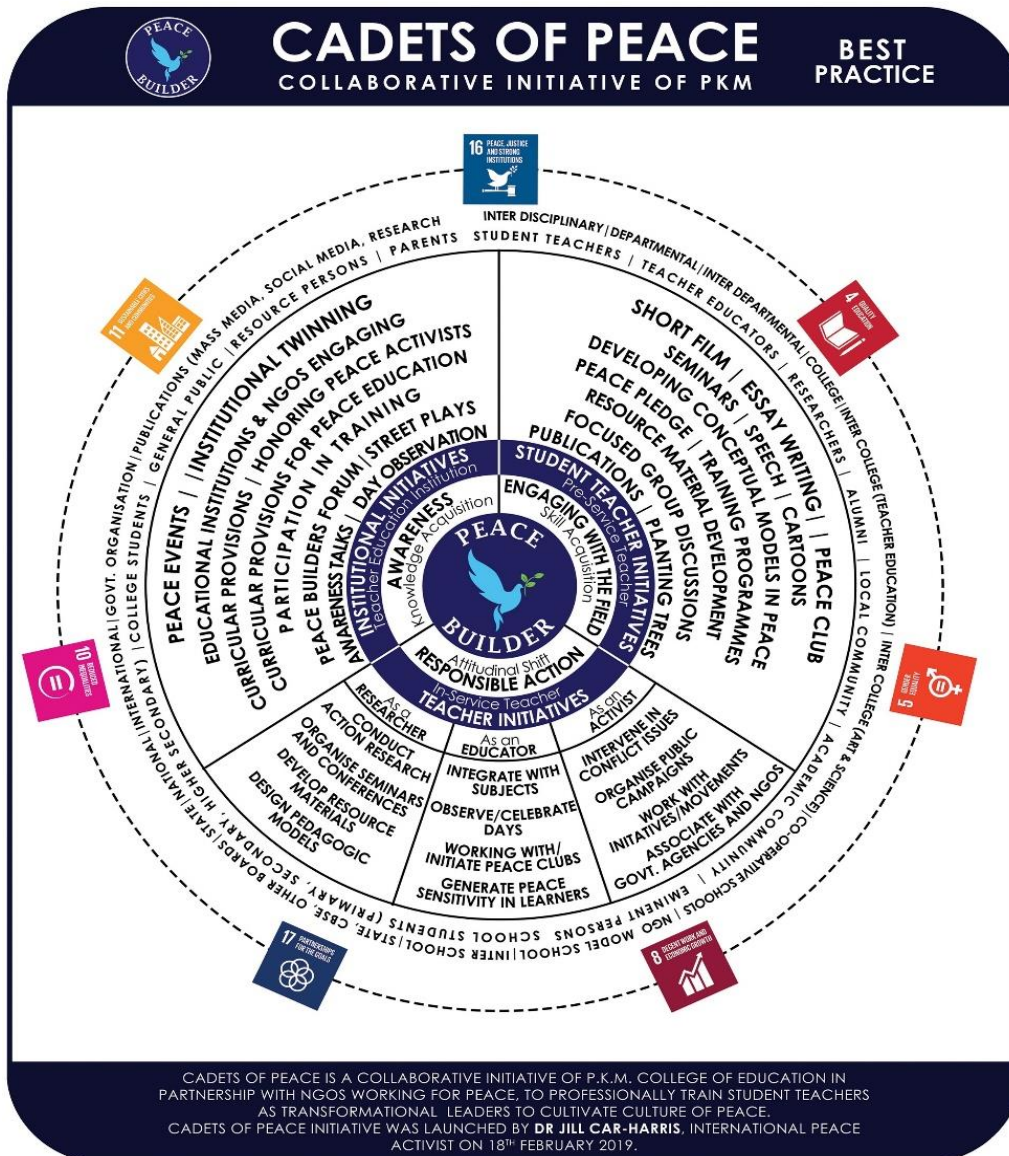 PEACE
BUILDER
CADETS OF PEACE
COLLABORATIVE INITIATIVE OF PKM
BEST
PRACTICE
16 PEACE, JUSTICE
AND STRONG
INSTITUTIONS
4 QUALITY
EDUCATION
5 GENDER
EQUALITY
8 DECENT WORK AND
ECONOMIC GROWTH
17 PARTNERSHIPS
FOR THE GOALS
10 REDUCED
INEQUALITIES
11 SUSTAINABLE CITIES
AND COMMUNITIES
INTER DISCIPLINARY|DEPARTMENTAL|INTER DEPARTMENTAL|COLLEGE|INTER COLLEGE (TEACHER EDUCATION) | INTER COLLEGE (ART & SCIENCE)| CO-OPERATIVE SCHOOLS | NGO
MODEL SCHOOL|INTER SCHOOL|STATE, CBSE, OTHER BOARDS|STATE|NATIONAL|INTERNATIONAL|GOVT. ORGANISATION|PUBLICATIONS (MASS MEDIA, SOCIAL MEDIA, RESEARCH
STUDENT TEACHERS | TEACHER EDUCATORS | RESEARCHERS | ALUMNI | LOCAL COMMUNITY | ACADEMIC COMMUNITY | EMINENT PERSONS
SCHOOL STUDENTS (PRIMARY, SECONDARY, HIGHER SECONDARY) | COLLEGE STUDENTS | GENERAL PUBLIC |RESOURCE PERSONS | PARENTS
PEACE EVENTS | |INSTITUTIONAL TWINNING
EDUCATIONAL INSTITUTIONS & NGOS ENGAGING
CURRICULAR PROVISIONS | HONORING PEACE ACTIVISTS
CURRICULAR PROVISIONS FOR PEACE EDUCATION
PARTICIPATION IN TRAINING
PEACE BUILDERS FORUM|STREET PLAYS
AWARENESS TALKS DAY OBSERVATION
INSTITUTIONAL INITIATIVES
Teacher Education Institution
AWARENESS
Knowledge Acquisition
SHORT FILM | ESSAY WRITING| | PEACE CLUB
SEMINARS | SPEECH | CARTOONS
DEVELOPING CONCEPTUAL MODELS IN PEACE
PEACE PLEDGE | TRAINING PROGRAMMES
RESOURCE MATERIAL DEVELOPMENT
FOCUSED GROUP DISCUSSIONS
PUBLICATIONS | PLANTING TREES
STUDENT TEACHER INITIATIVES
Pre-Service Teacher
ENGAGING WITH THE FIELD
Skill Acquisition
PEACE
BUILDER
Attitudinal Shift
RESPONSIBLE ACTION
In-Service Teacher
TEACHER INITIATIVES
As a
RESEARCHER
CONDUCT
ACTION RESEARCH
ORGANISE SEMINARS
AND CONFERENCES
DEVELOP RESOURCE
MATERIALS
DESIGN PEDAGOGIC
MODELS
As an
EDUCATOR
INTEGRATE WITH
SUBJECTS
OBSERVE/CELEBRATE
DAYS
WORKING WITH/
INITIATE PEACE CLUBS
GENERATE PEACE
SENSITIVITY IN LEARNERS
As an
ACTIVIST
INTERVENE IN
CONFLICT ISSUES
ORGANISE PUBLIC
CAMPAIGNS
WORK WITH
INITATIVES/MOVEMENTS
ASSOCIATE WITH
GOVT. AGENCIES AND NGOS
CADETS OF PEACE IS A COLLABORATIVE INITIATIVE OF P.K.M. COLLEGE OF EDUCATION IN
PARTNERSHIP WITH NGOS WORKING FOR PEACE, TO PROFESSIONALLY TRAIN STUDENT TEACHERS
AS TRANSFORMATIONAL LEADERS TO CULTIVATE CULTURE OF PEACE.
CADETS OF PEACE INITIATIVE WAS LAUNCHED BY DR JILL CAR-HARRIS, INTERNATIONAL PEACE
ACTIVIST ON 18TH FEBRUARY 2019.